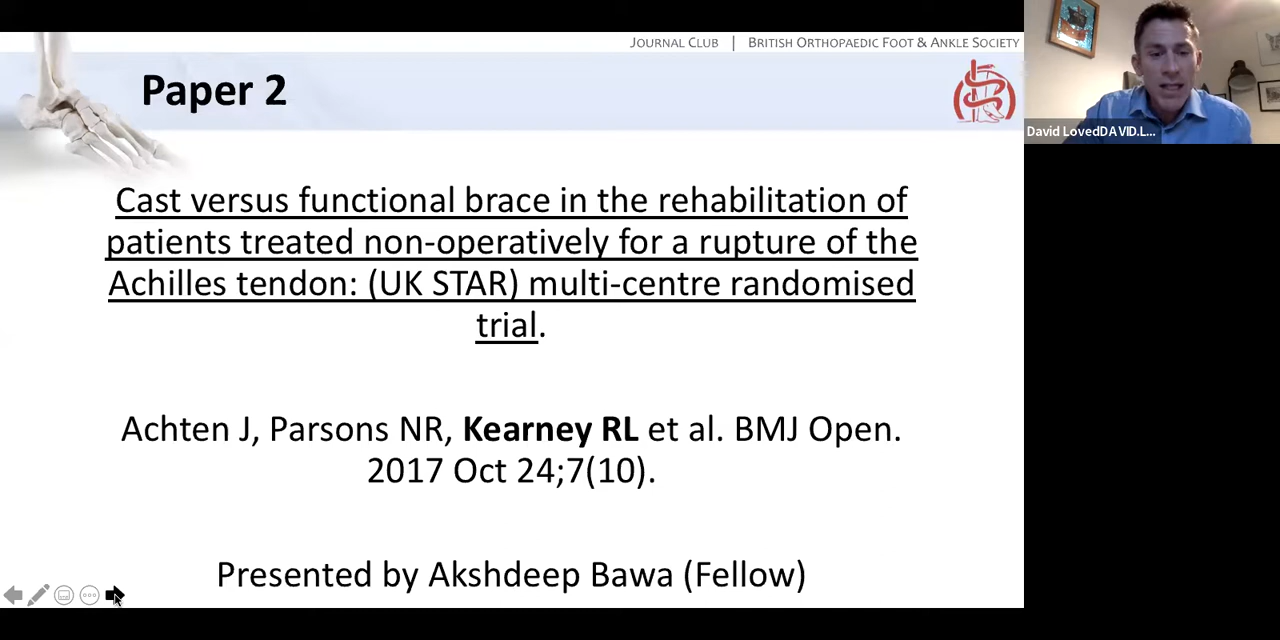 JOURNAL CLUB | BRITISH ORTHOPAEDIC FOOT & ANKLE SOCIETY
Paper 2
David LovedDAVID.L...
Cast versus functional brace in the rehabilitation of
patients treated non-operatively for a rupture of the
Achilles tendon: (UK STAR) multi-centre randomised
trial.
Achten J, Parsons NR, Kearney RL et al. BMJ Open.
2017 Oct 24;7(10).
Presented by Akshdeep Bawa (Fellow)